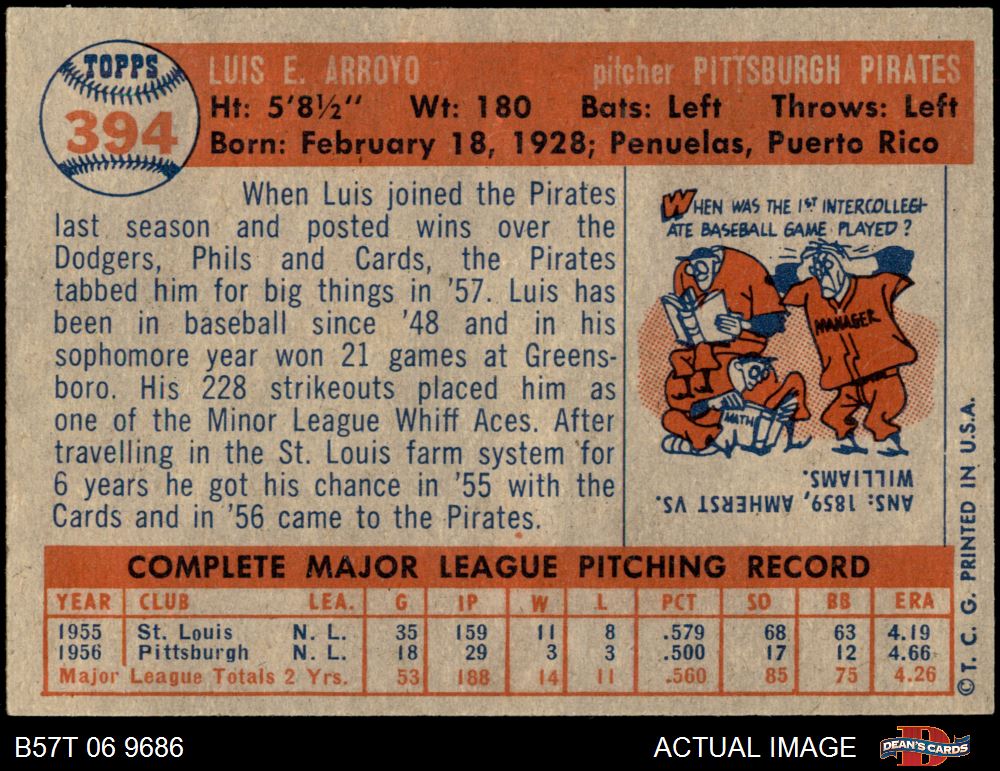 TOPPS
394
LUIS E. ARROYO pitcher PITTSBURGH PIRATES
Ht: 5'8½" Wt: 180 Bats: Left Throws: Left
Born: February 18, 1928; Penuelas, Puerto Rico
When Luis joined the Pirates
last season and posted wins over the
Dodgers, Phils and Cards, the Pirates
tabbed him for big things in '57. Luis has
been in baseball since '48 and in his
sophomore year won 21 games at Greens-
boro. His 228 strikeouts placed him as
one of the Minor League Whiff Aces. After
travelling in the St. Louis farm system for
6 years he got his chance in '55 with the
Cards and in '56 came to the Pirates.
WHEN WAS THE 1ST INTERCOLLEGI-
ATE BASEBALL GAME PLAYED?
MANAGER
MATH
ANS: 1859, AMHERST VS.
WILLIAMS.
COMPLETE MAJOR LEAGUE PITCHING RECORD
YEAR CLUB LEA. G IP W L PCT SO BB ERA
1955 St. Louis N. L. 35 159 11 8 .579 68 63 4.19
1956 Pittsburgh N. L. 18 29 3 3 .500 17 12 4.66
Major League Totals 2 Yrs. 53 188 14 11 .560 85 75 4.26
© T. C. G. PRINTED IN U.S.A.
B57T 06 9686 ACTUAL IMAGE DEAN'S CARDS